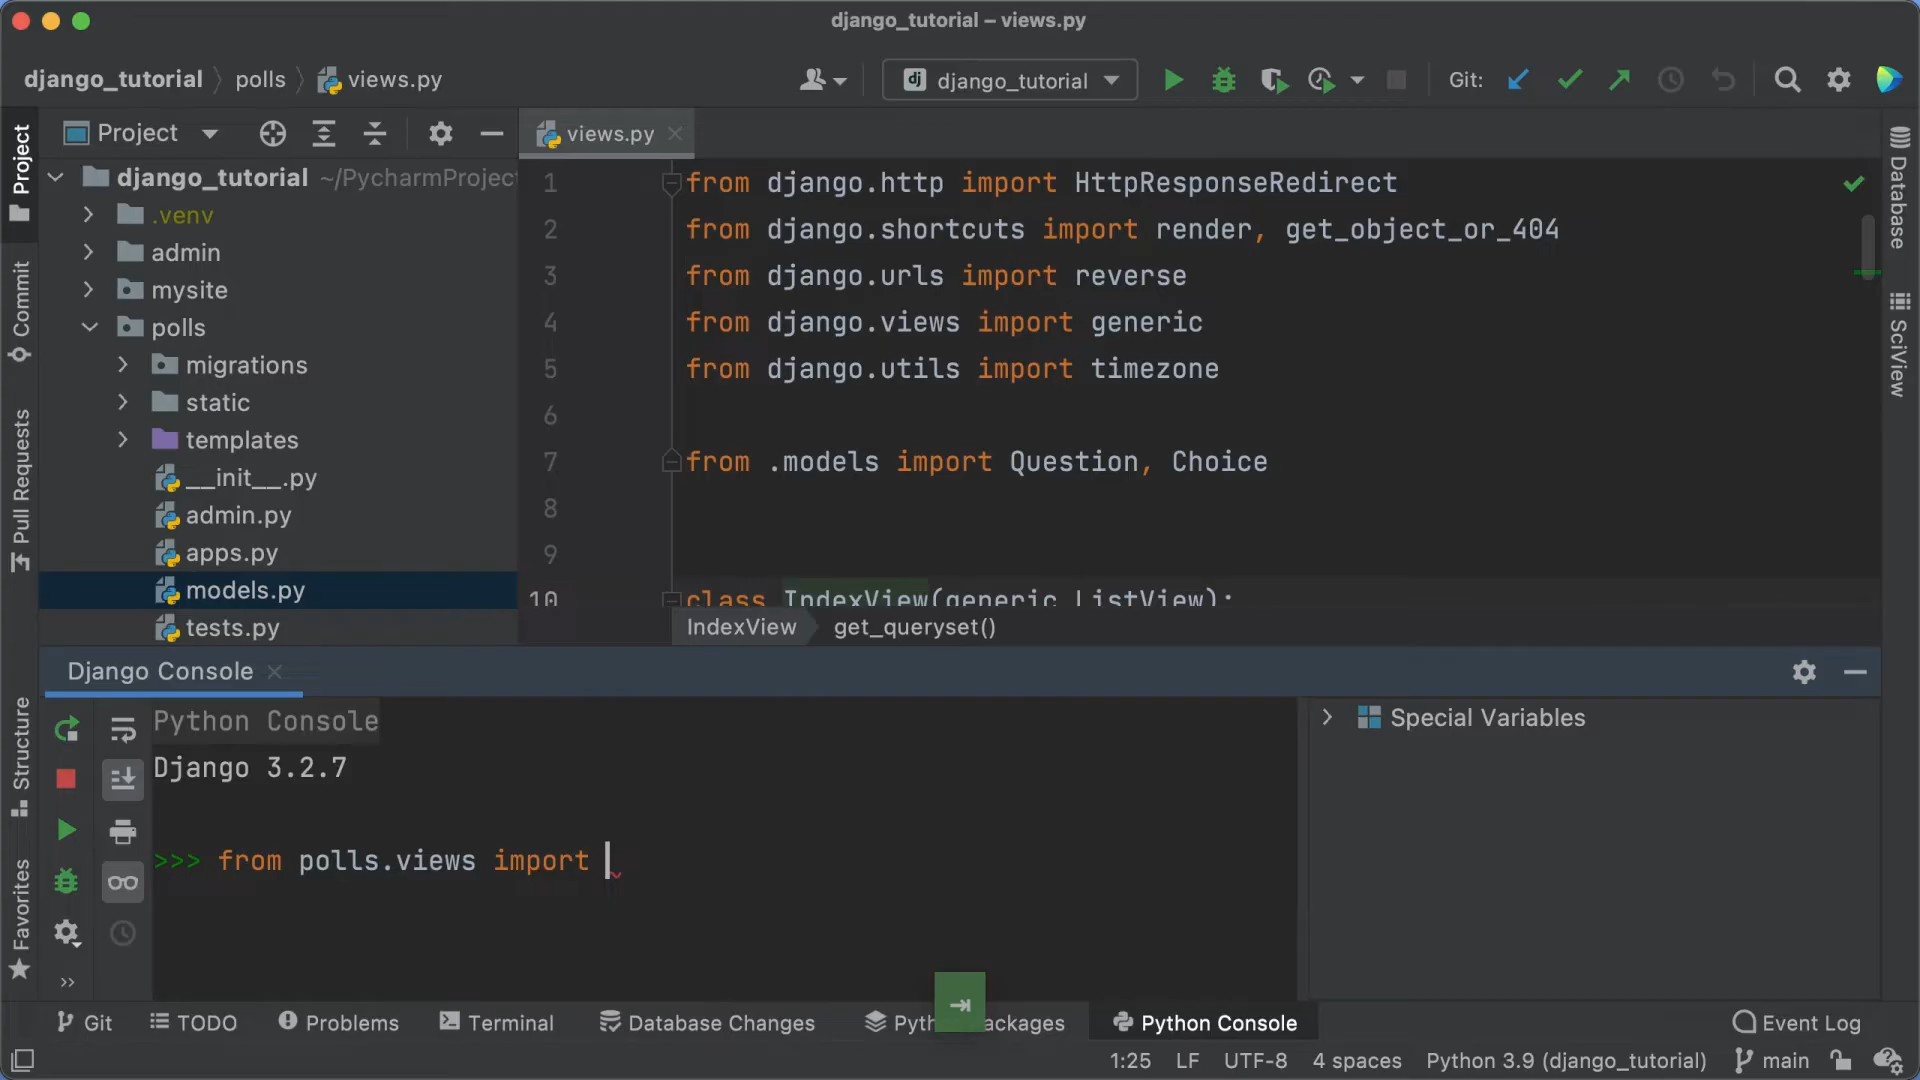 django_tutorial – views.py
django_tutorial polls views.py
dj django_tutorial Git:
Project
views.py
Project
Commit
Pull Requests
Structure
Favorites
django_tutorial ~/PycharmProject
.venv
admin
mysite
polls
migrations
static
templates
__init__.py
admin.py
apps.py
models.py
tests.py
1 from django.http import HttpResponseRedirect
2 from django.shortcuts import render, get_object_or_404
3 from django.urls import reverse
4 from django.views import generic
5 from django.utils import timezone
6
7 from .models import Question, Choice
8
9
10 class IndexView(generic.ListView):
IndexView get_queryset()
Database
SciView
Django Console
Python Console
Django 3.2.7
>>> from polls.views import
Special Variables
Git TODO Problems Terminal Database Changes Pyth ackages Python Console Event Log
1:25 LF UTF-8 4 spaces Python 3.9 (django_tutorial) main